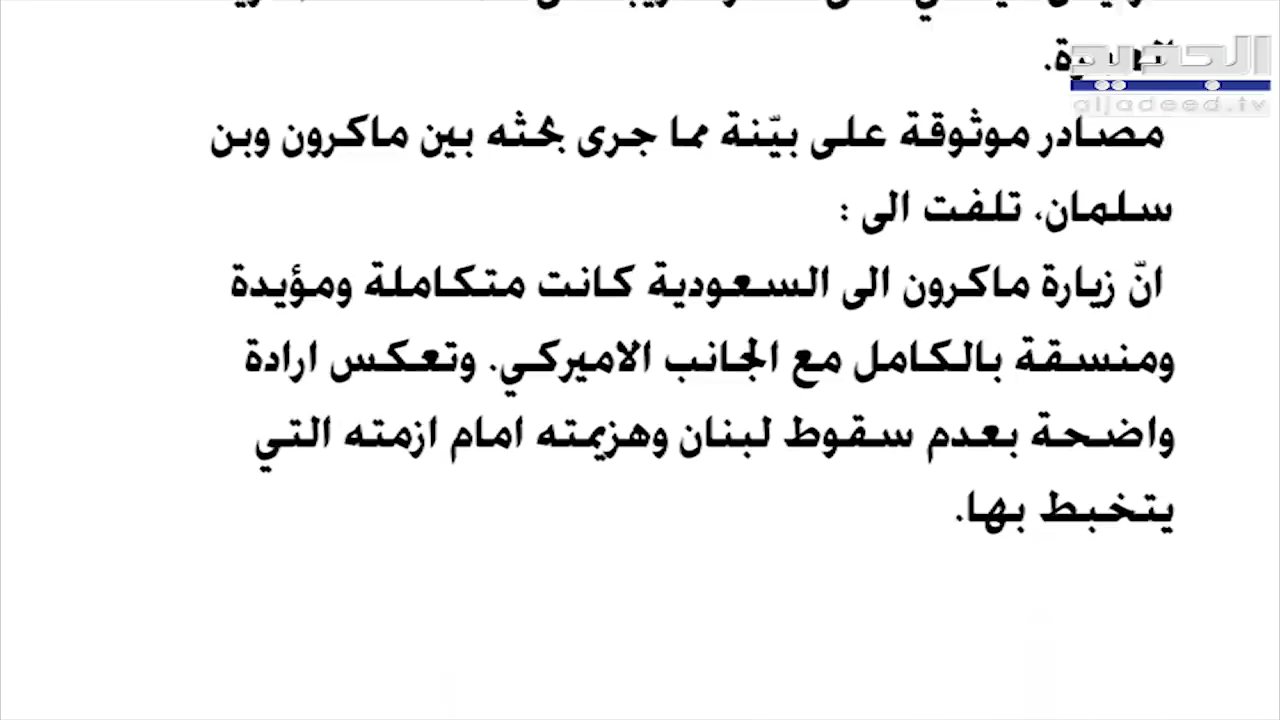 الجديد
aljadeed.tv
مصادر موثوقة على بيّنة مما جرى بحثه بين ماكرون وبن
سلمان، تلفت الى :
انّ زيارة ماكرون الى السعودية كانت متكاملة ومؤيدة
ومنسقة بالكامل مع الجانب الاميركي. وتعكس ارادة
واضحة بعدم سقوط لبنان وهزيمته امام ازمته التي
يتخبط بها.